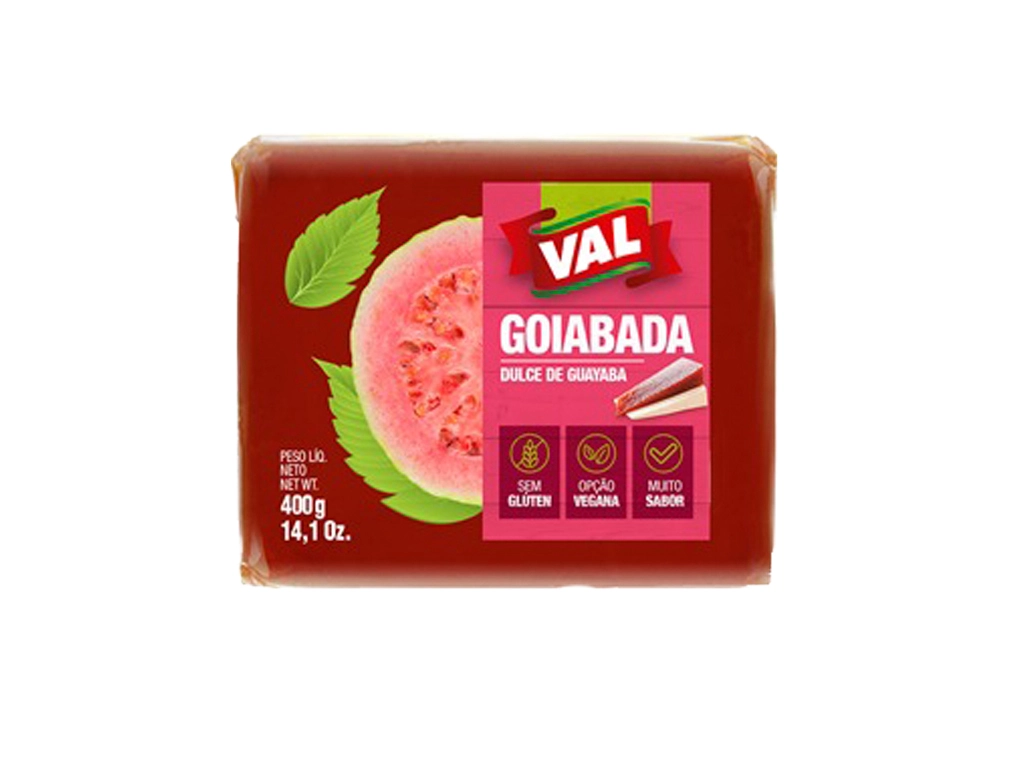 VAL
GOIABADA
DULCE DE GUAYABA
SEM
GLÚTEN
OPÇÃO
VEGANA
MUITO
SABOR
PESO LÍQ.
NETO
NET WT.
400g
14,1 Oz.